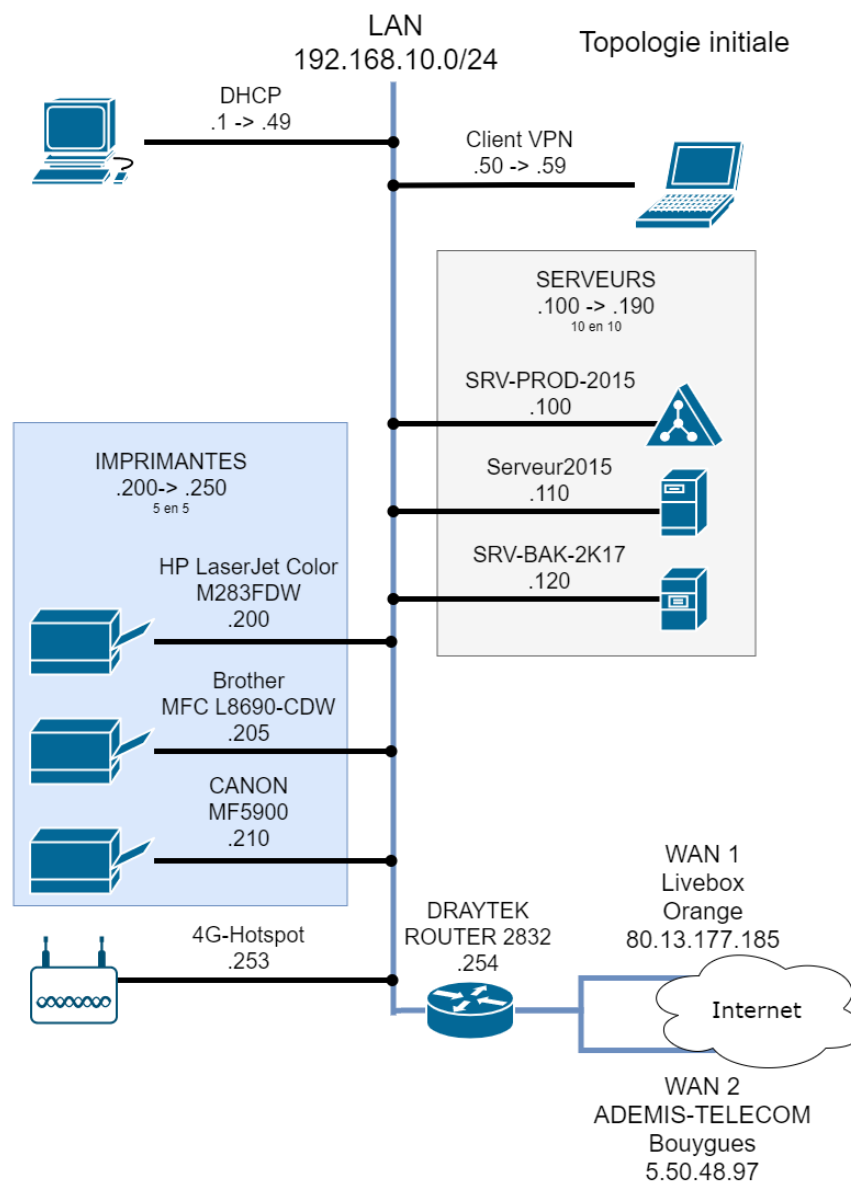 LAN
192.168.10.0/24
Topologie initiale
DHCP
.1 -> .49
Client VPN
.50 -> .59
SERVEURS
.100 -> .190
10 en 10
SRV-PROD-2015
.100
Serveur2015
.110
SRV-BAK-2K17
.120
IMPRIMANTES
.200-> .250
5 en 5
HP LaserJet Color
M283FDW
.200
Brother
MFC L8690-CDW
.205
CANON
MF5900
.210
4G-Hotspot
.253
DRAYTEK
ROUTER 2832
.254
WAN 1
Livebox
Orange
80.13.177.185
Internet
WAN 2
ADEMIS-TELECOM
Bouygues
5.50.48.97